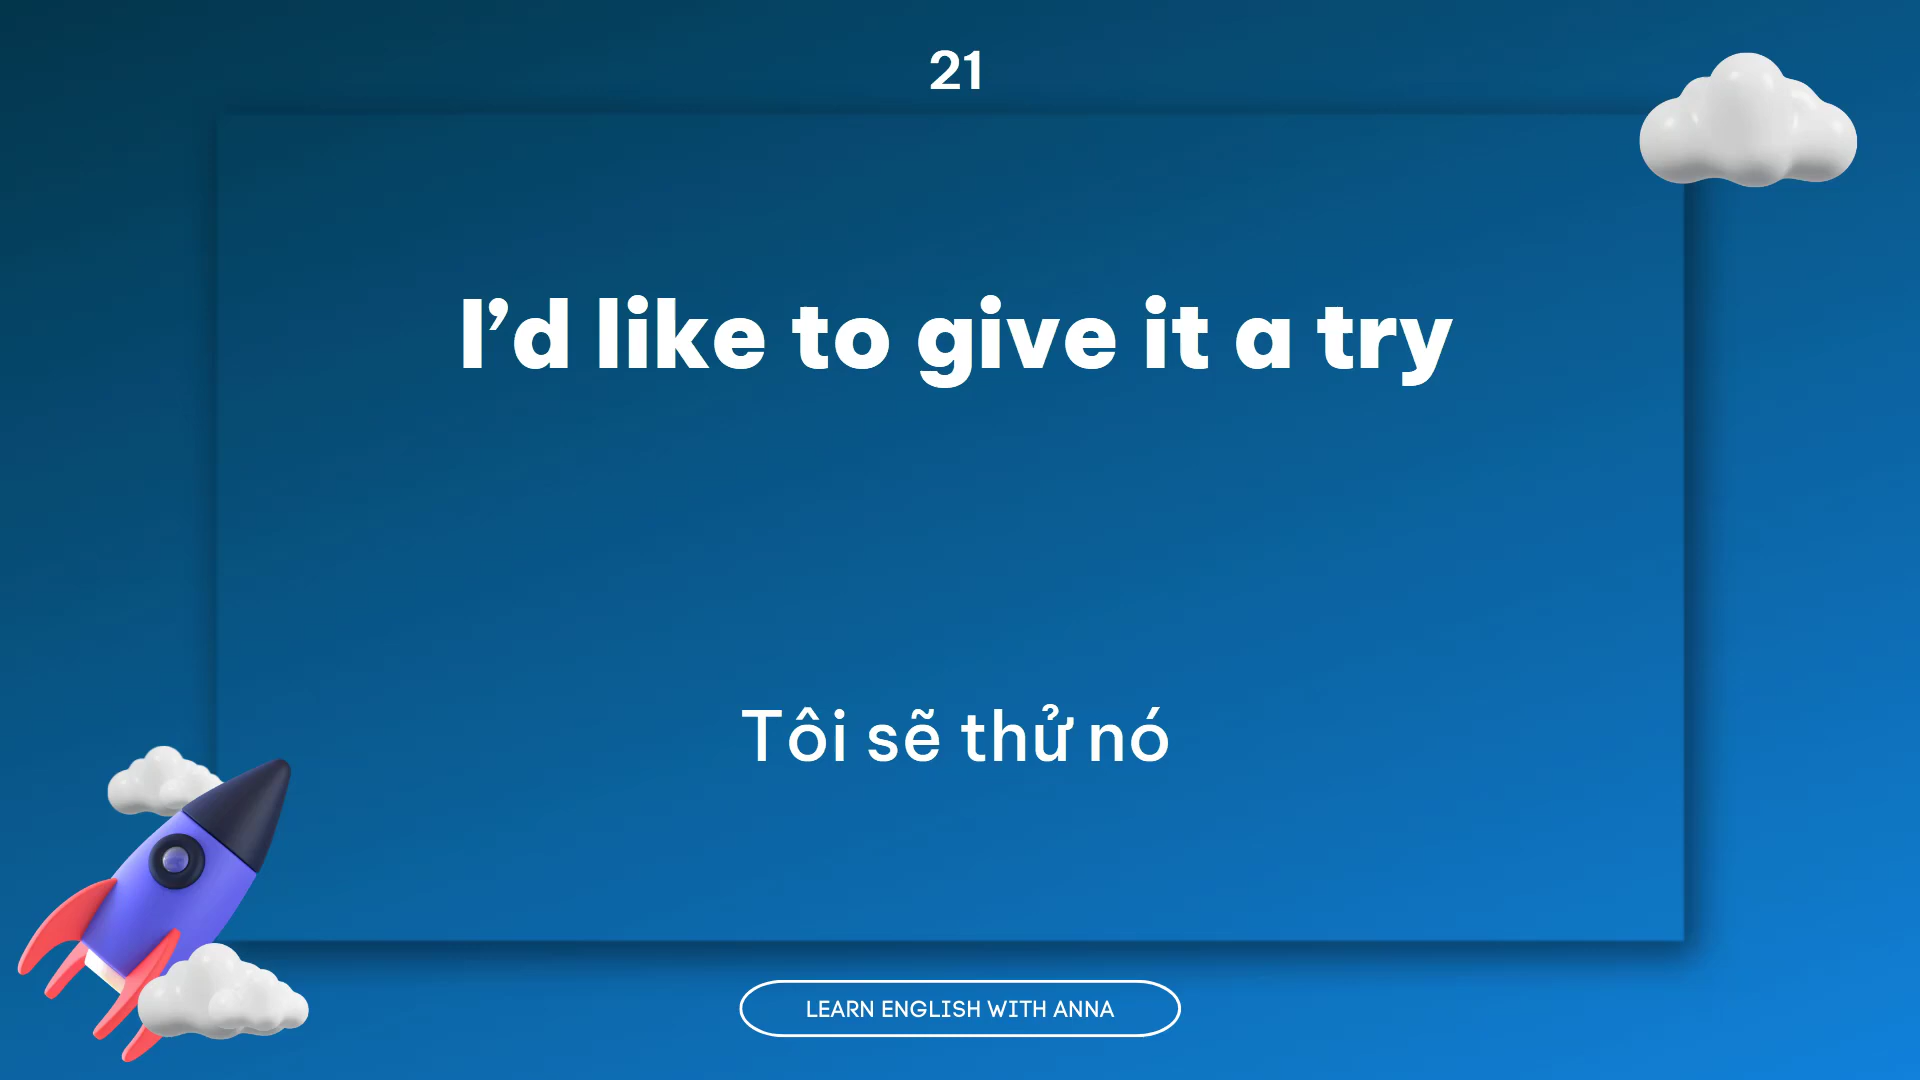 21
I’d like to give it a try
Tôi sẽ thử nó
LEARN ENGLISH WITH ANNA